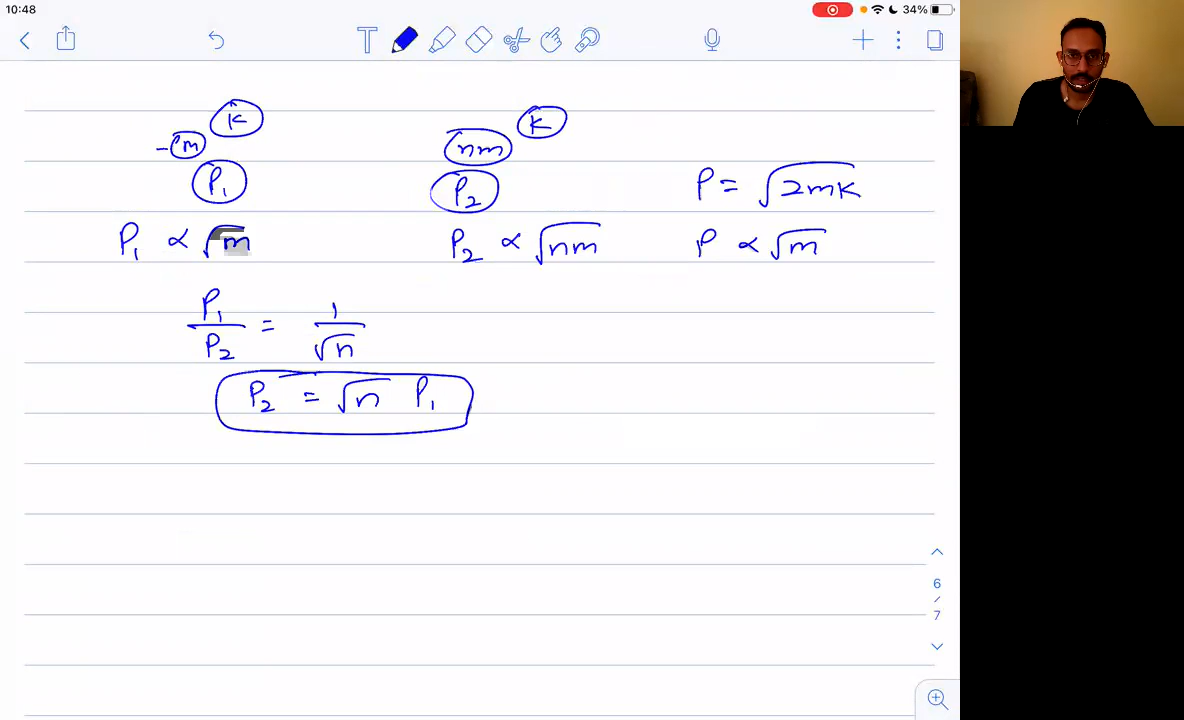 10:48
34%
T
K
K
-m
nm
P₁
P₂
P = √2mK
P₁ ∝ √m
P₂ ∝ √nm
P ∝ √m
P₁/P₂ = 1/√n
P₂ = √n P₁
6/7